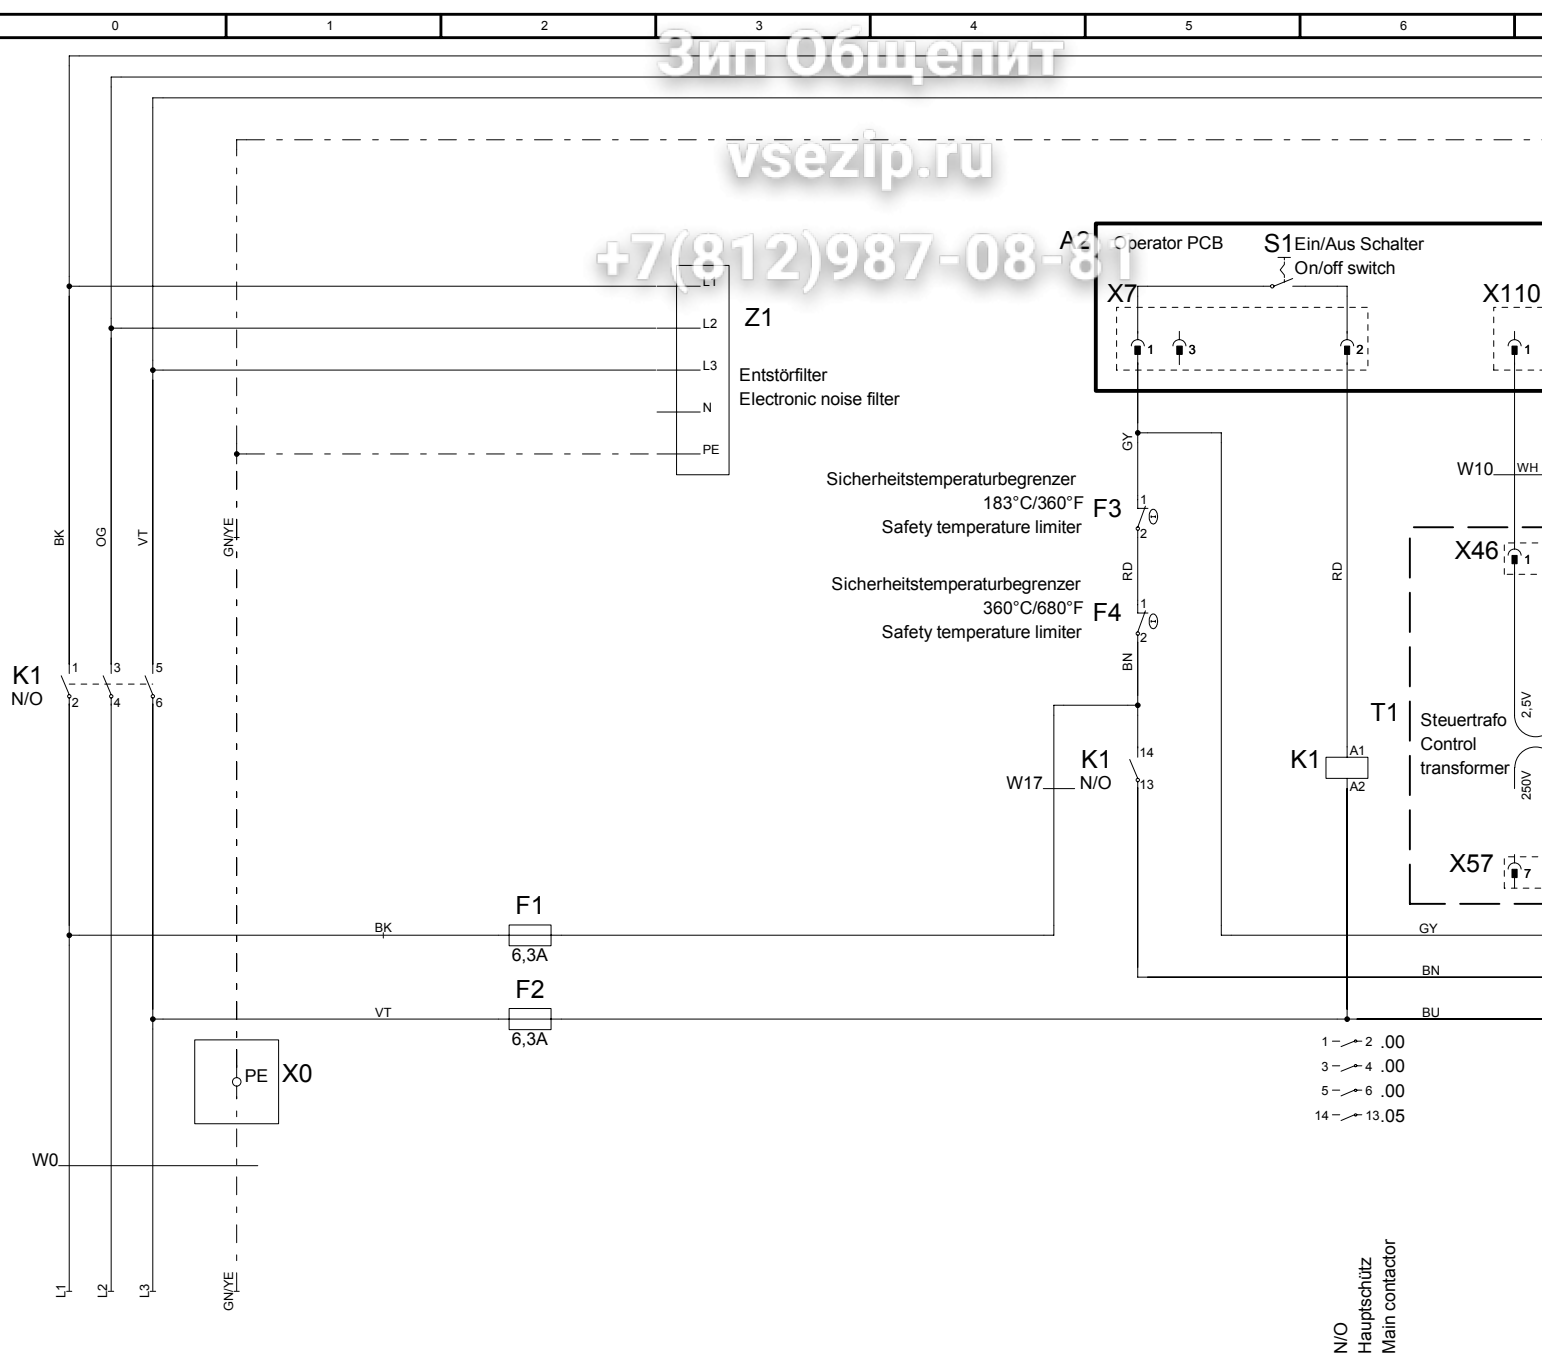 0 1 2 3 4 5 6
Зип Общепит
vsezip.ru
+7(812)987-08-81
A2 Operator PCB
S1 Ein/Aus Schalter
On/off switch
X7
X110
1 3 2 1
L1
L2
L3
N
PE
Z1
Entstörfilter
Electronic noise filter
GY
W10 WH
Sicherheitstemperaturbegrenzer
183°C/360°F
Safety temperature limiter
F3
1
2
BK OG VT GN/YE
RD RD
X46 1
Sicherheitstemperaturbegrenzer
360°C/680°F
Safety temperature limiter
F4
1
2
BN
K1
N/O
1 3 5
2 4 6
T1
Steuertrafo
Control
transformer
2,5V
250V
K1
N/O
14
13
W17
K1
A1
A2
X57 7
F1
BK
6,3A
GY
F2
BN
VT
6,3A
BU
PE X0
1 2 .00
3 4 .00
5 6 .00
14 13 .05
W0
L1 L2 L3 GN/YE
N/O
Hauptschütz
Main contactor